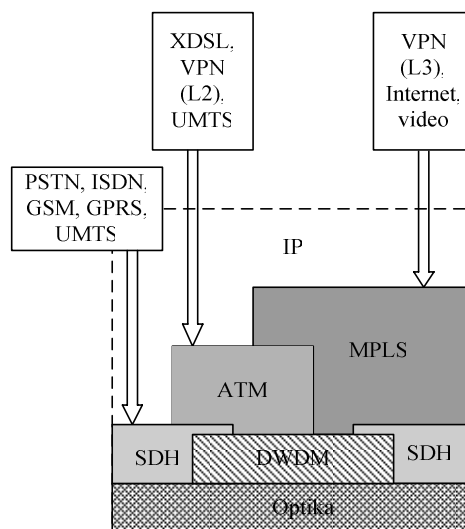 XDSL,
VPN
(L2),
UMTS
VPN
(L3)
Internet,
video
PSTN, ISDN,
GSM, GPRS,
UMTS
IP
MPLS
ATM
SDH
DWDM
SDH
Optika